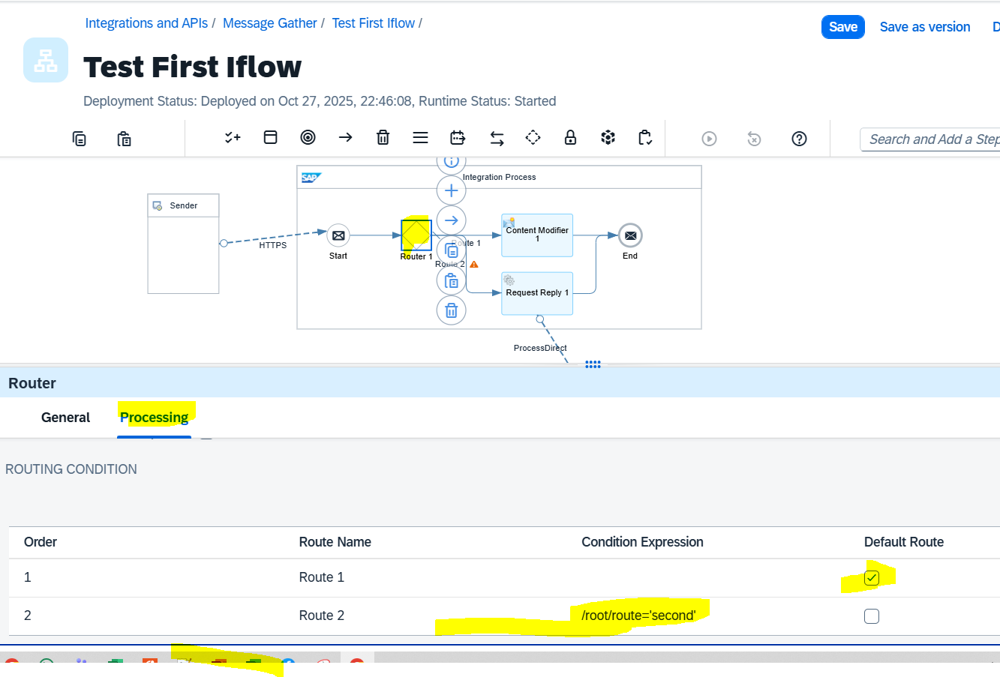 Integrations and APIs / Message Gather / Test First Iflow /
Save Save as version D
Test First Iflow
Deployment Status: Deployed on Oct 27, 2025, 22:46:08, Runtime Status: Started
Search and Add a Step
SAP Integration Process
Sender
HTTPS
Start
Router 1
Route 1
Route 2
Content Modifier 1
Request Reply 1
End
ProcessDirect
Router
General Processing
ROUTING CONDITION
Order Route Name Condition Expression Default Route
1 Route 1
2 Route 2 /root/route='second'